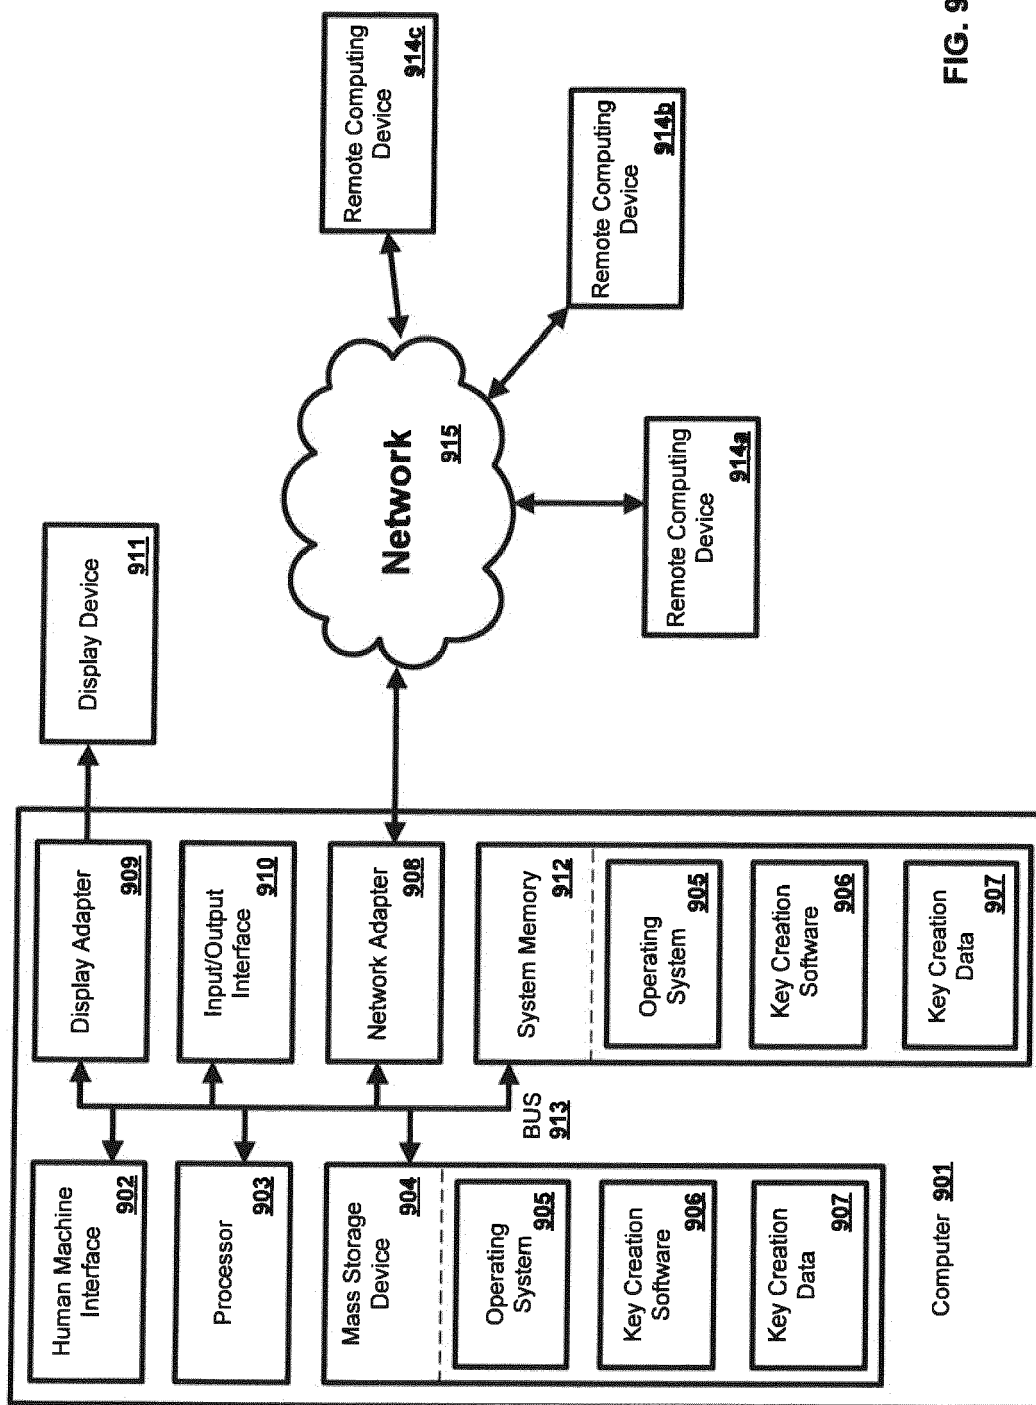 Human Machine
Interface
902
Processor
903
Mass Storage
Device
904
Operating
System
905
Key Creation
Software
906
Key Creation
Data
907
Computer 901
BUS
913
Display Adapter
909
Input/Output
Interface
910
Network Adapter
908
System Memory
912
Operating
System
905
Key Creation
Software
906
Key Creation
Data
907
Display Device
911
Network
915
Remote Computing
Device
914a
Remote Computing
Device
914b
Remote Computing
Device
914c
FIG. 9